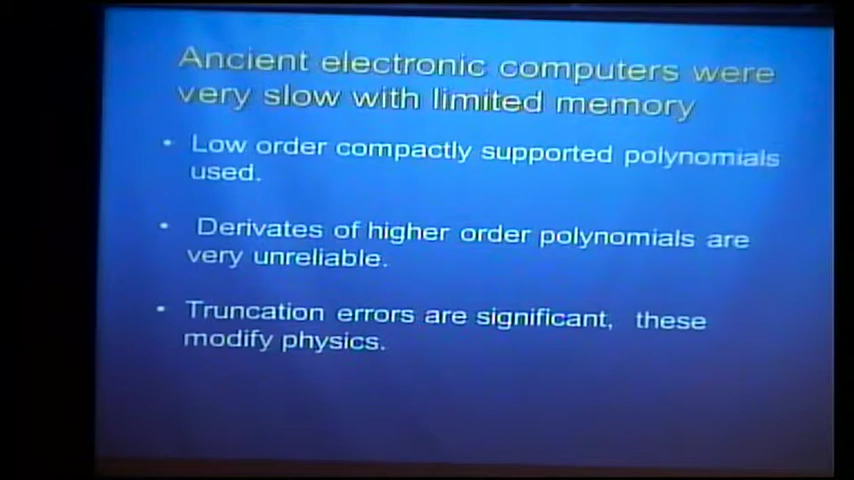 Ancient electronic computers were
very slow with limited memory
• Low order compactly supported polynomials
used.
• Derivates of higher order polynomials are
very unreliable.
• Truncation errors are significant, these
modify physics.